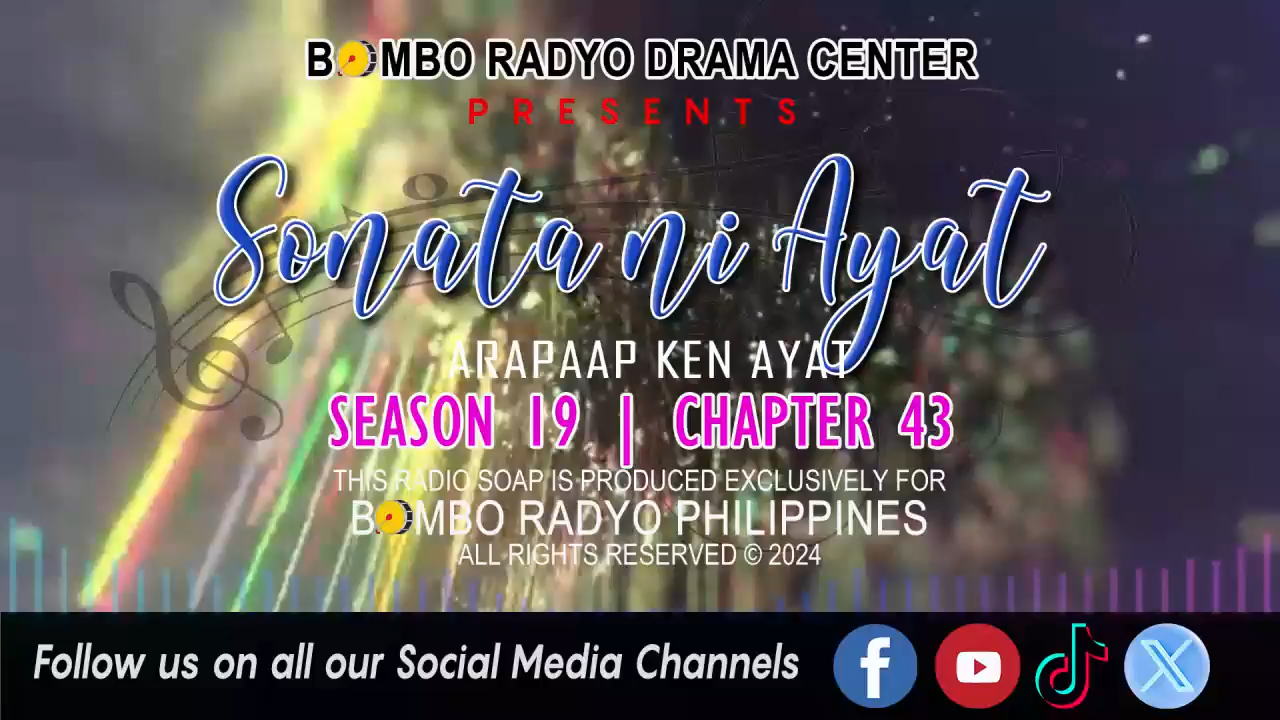 BOMBO RADYO DRAMA CENTER
PRESENTS
Sonata ni Ayat
ARAPAAP KEN AYAT
SEASON 19 | CHAPTER 43
THIS RADIO SOAP IS PRODUCED EXCLUSIVELY FOR
BOMBO RADYO PHILIPPINES
ALL RIGHTS RESERVED © 2024
Follow us on all our Social Media Channels